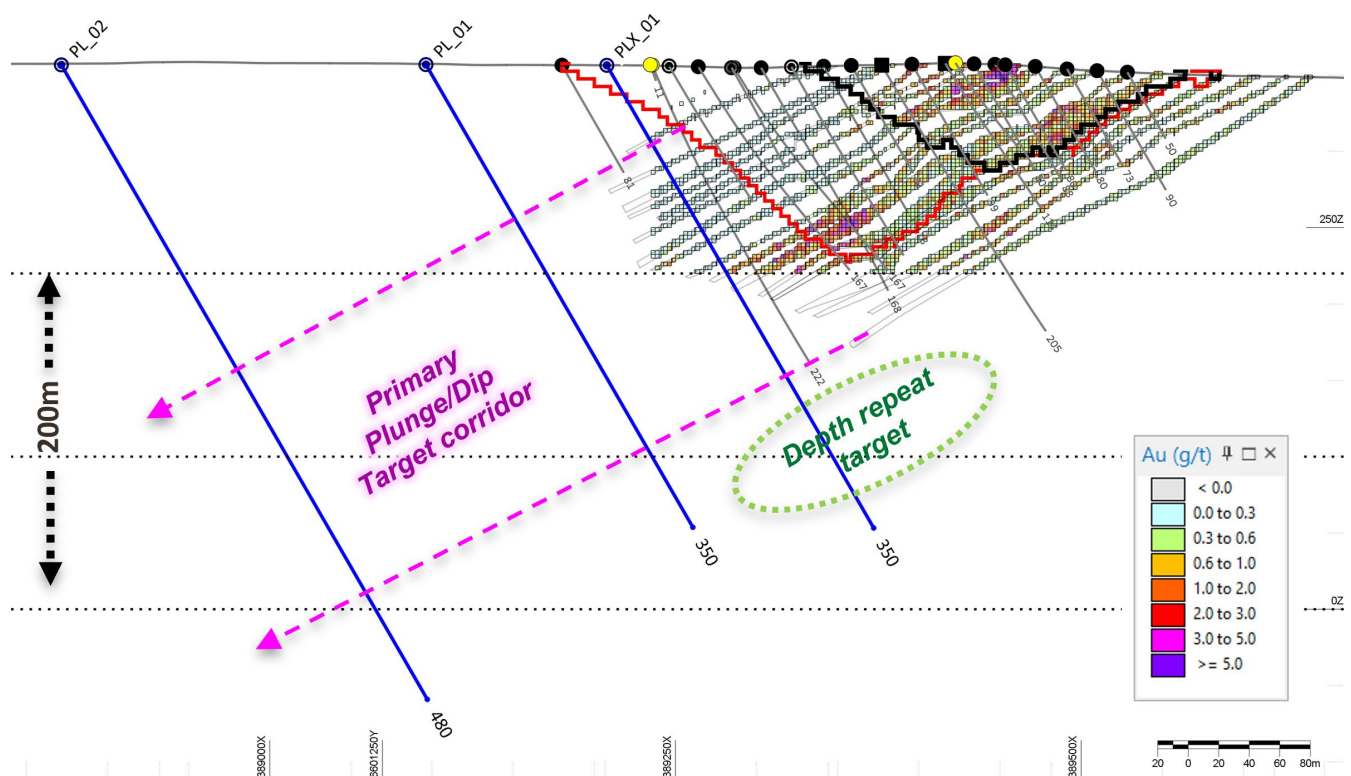 PL_02
PL_01
PLX_01
11
81
50
80
73
90
250Z
167
167
168
205
222
200m
Primary
Plunge/Dip
Target corridor
Depth repeat
target
350
350
480
0Z
Au (g/t)
< 0.0
0.0 to 0.3
0.3 to 0.6
0.6 to 1.0
1.0 to 2.0
2.0 to 3.0
3.0 to 5.0
>= 5.0
389000X
6601250Y
389250X
389500X
20 0 20 40 60 80m